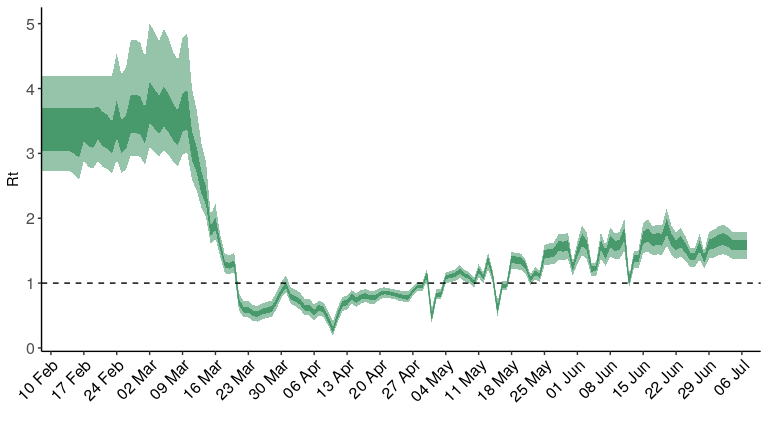 5
4
3
2
1
0
Rt
10 Feb
17 Feb
24 Feb
02 Mar
09 Mar
16 Mar
23 Mar
30 Mar
06 Apr
13 Apr
20 Apr
27 Apr
04 May
11 May
18 May
25 May
01 Jun
08 Jun
15 Jun
22 Jun
29 Jun
06 Jul